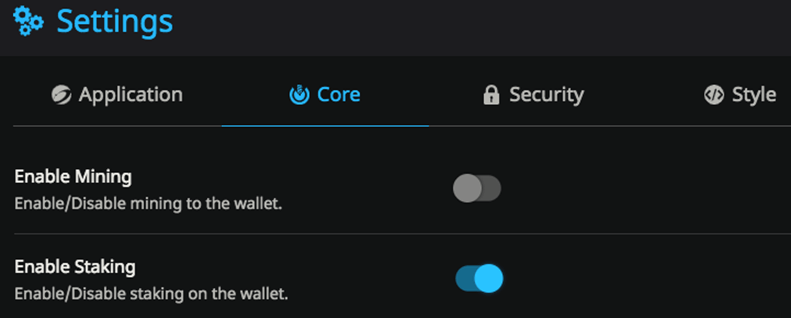 Settings
Application Core Security Style
Enable Mining
Enable/Disable mining to the wallet.
Enable Staking
Enable/Disable staking on the wallet.